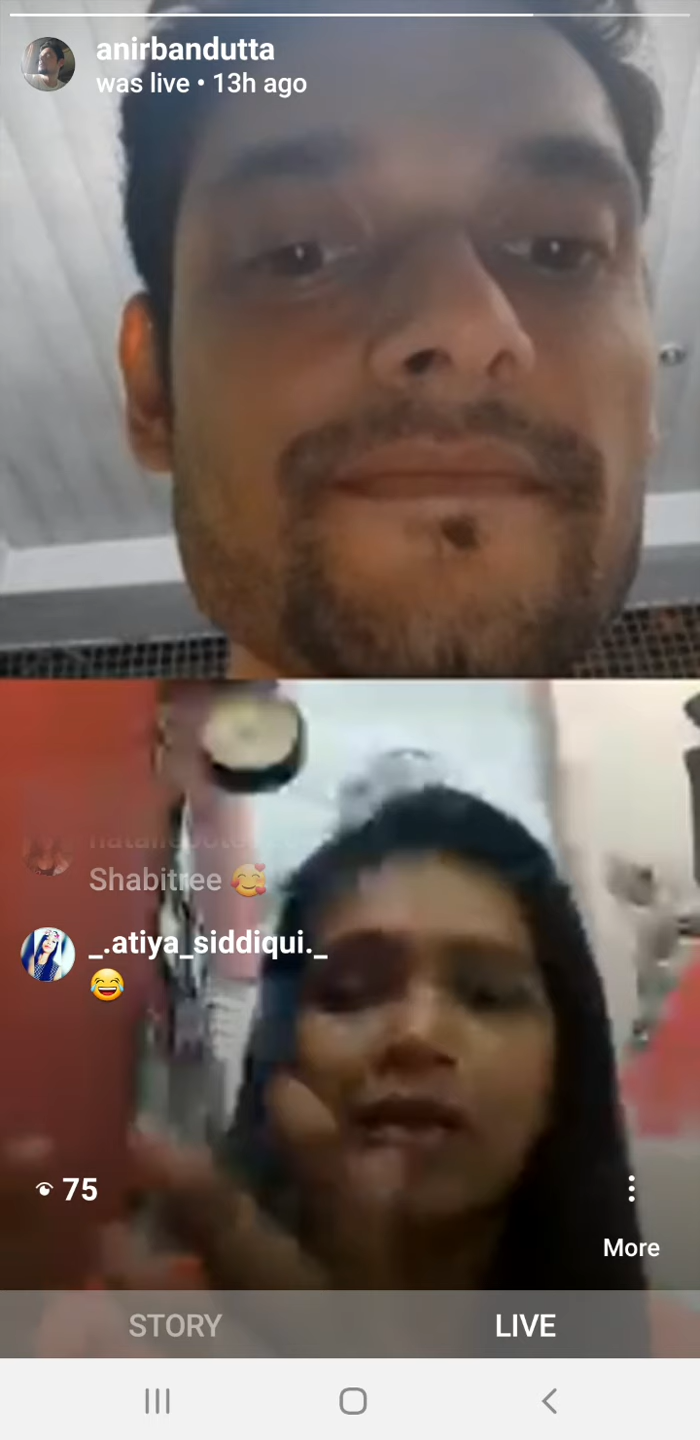 anirbandutta
was live • 13h ago
Shabitree 🥰
_.atiya_siddiqui._
😂
75
More
STORY
LIVE